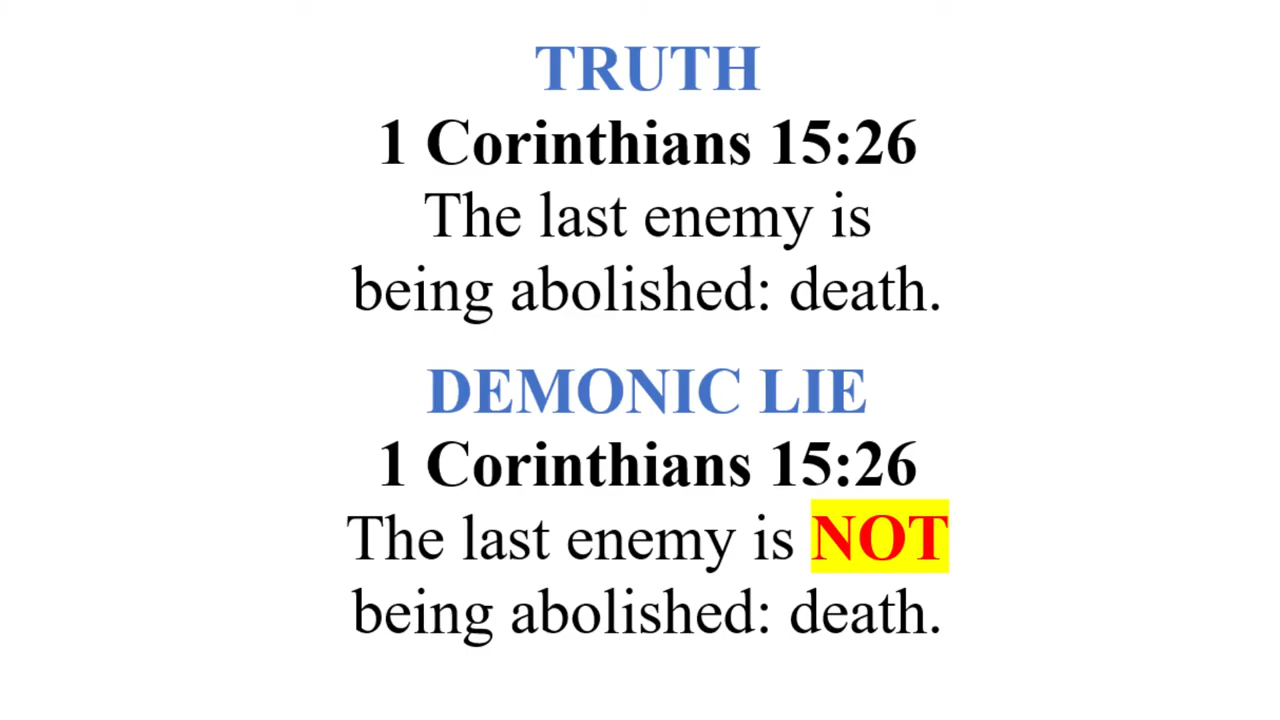 TRUTH
1 Corinthians 15:26
The last enemy is
being abolished: death.
DEMONIC LIE
1 Corinthians 15:26
The last enemy is NOT
being abolished: death.